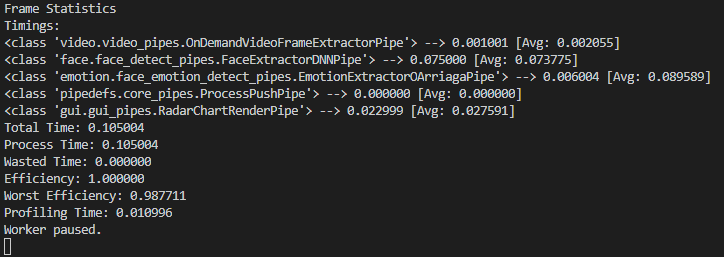 Frame Statistics
Timings:
<class 'video.video_pipes.OnDemandVideoFrameExtractorPipe'> --> 0.001001 [Avg: 0.002055]
<class 'face.face_detect_pipes.FaceExtractorDNNPipe'> --> 0.075000 [Avg: 0.073775]
<class 'emotion.face_emotion_detect_pipes.EmotionExtractorOArriagaPipe'> --> 0.006004 [Avg: 0.089589]
<class 'pipedefs.core_pipes.ProcessPushPipe'> --> 0.000000 [Avg: 0.000000]
<class 'gui.gui_pipes.RadarChartRenderPipe'> --> 0.022999 [Avg: 0.027591]
Total Time: 0.105004
Process Time: 0.105004
Wasted Time: 0.000000
Efficiency: 1.000000
Worst Efficiency: 0.987711
Profiling Time: 0.010996
Worker paused.